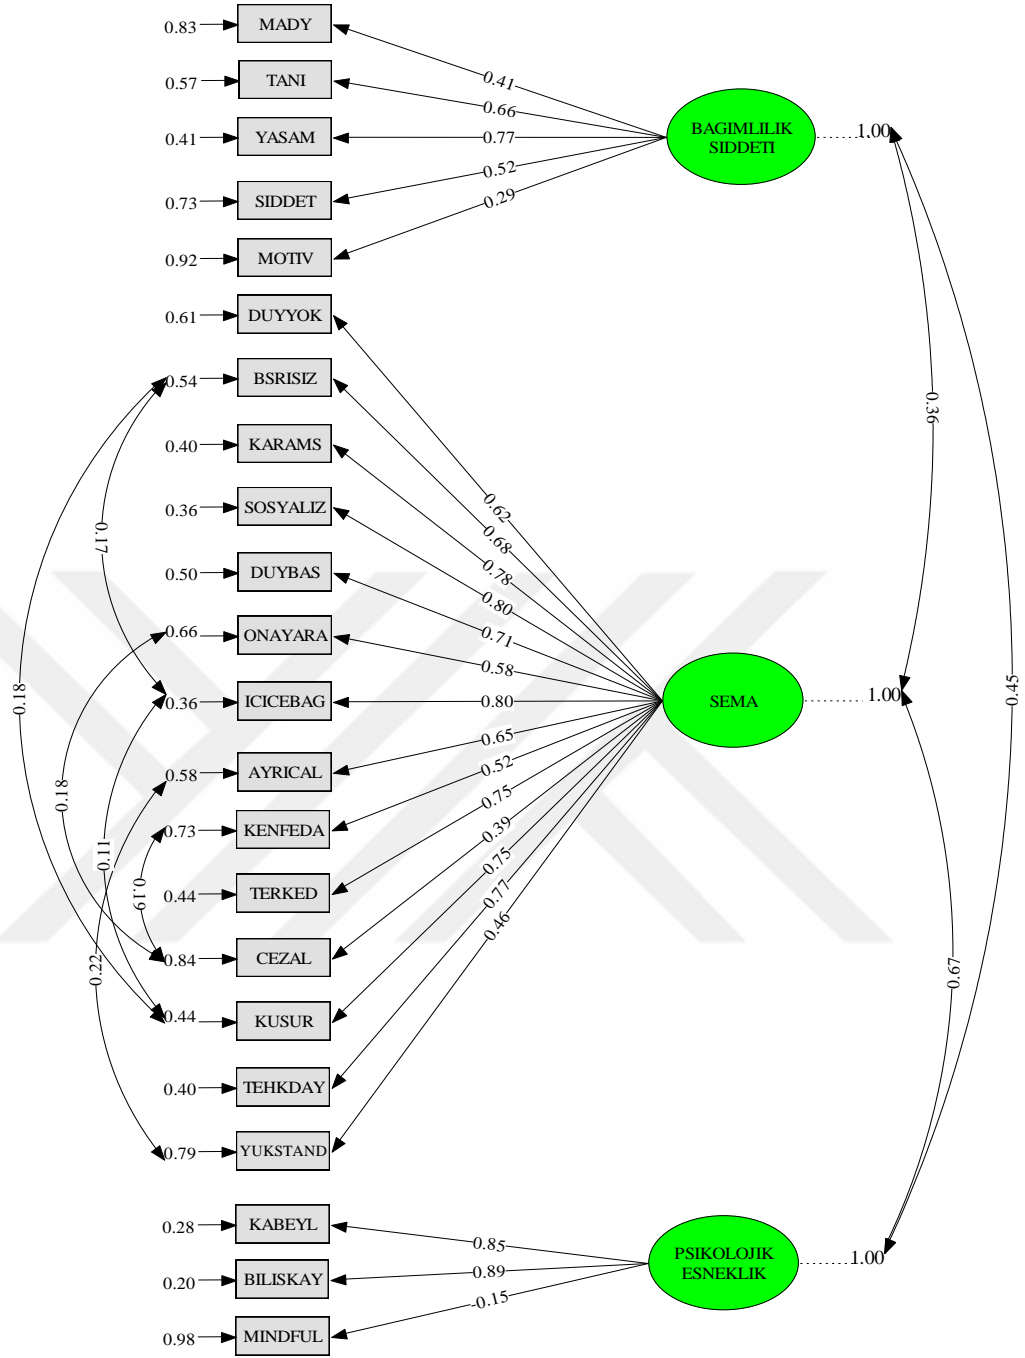 0.83 MADY
0.57 TANI
0.41 YASAM
0.73 SIDDET
0.92 MOTIV
0.61 DUYYOK
0.54 BSRISIZ
0.40 KARAMS
0.36 SOSYALIZ
0.50 DUYBAS
0.66 ONAYARA
0.36 ICICEBAG
0.58 AYRICAL
0.73 KENFEDA
0.44 TERKED
0.84 CEZAL
0.44 KUSUR
0.40 TEHKDAY
0.79 YUKSTAND
0.28 KABEYL
0.20 BILISKAY
0.98 MINDFUL
0.41
0.66
0.77
0.52
0.29
0.62
0.68
0.78
0.80
0.71
0.58
0.80
0.65
0.52
0.75
0.39
0.75
0.77
0.46
0.85
0.89
-0.15
BAGIMLILIK
SIDDETI
1.00
SEMA
1.00
PSIKOLOJIK
ESNEKLIK
1.00
0.36
0.45
0.67
0.17
0.18
0.18
0.11
0.19
0.22